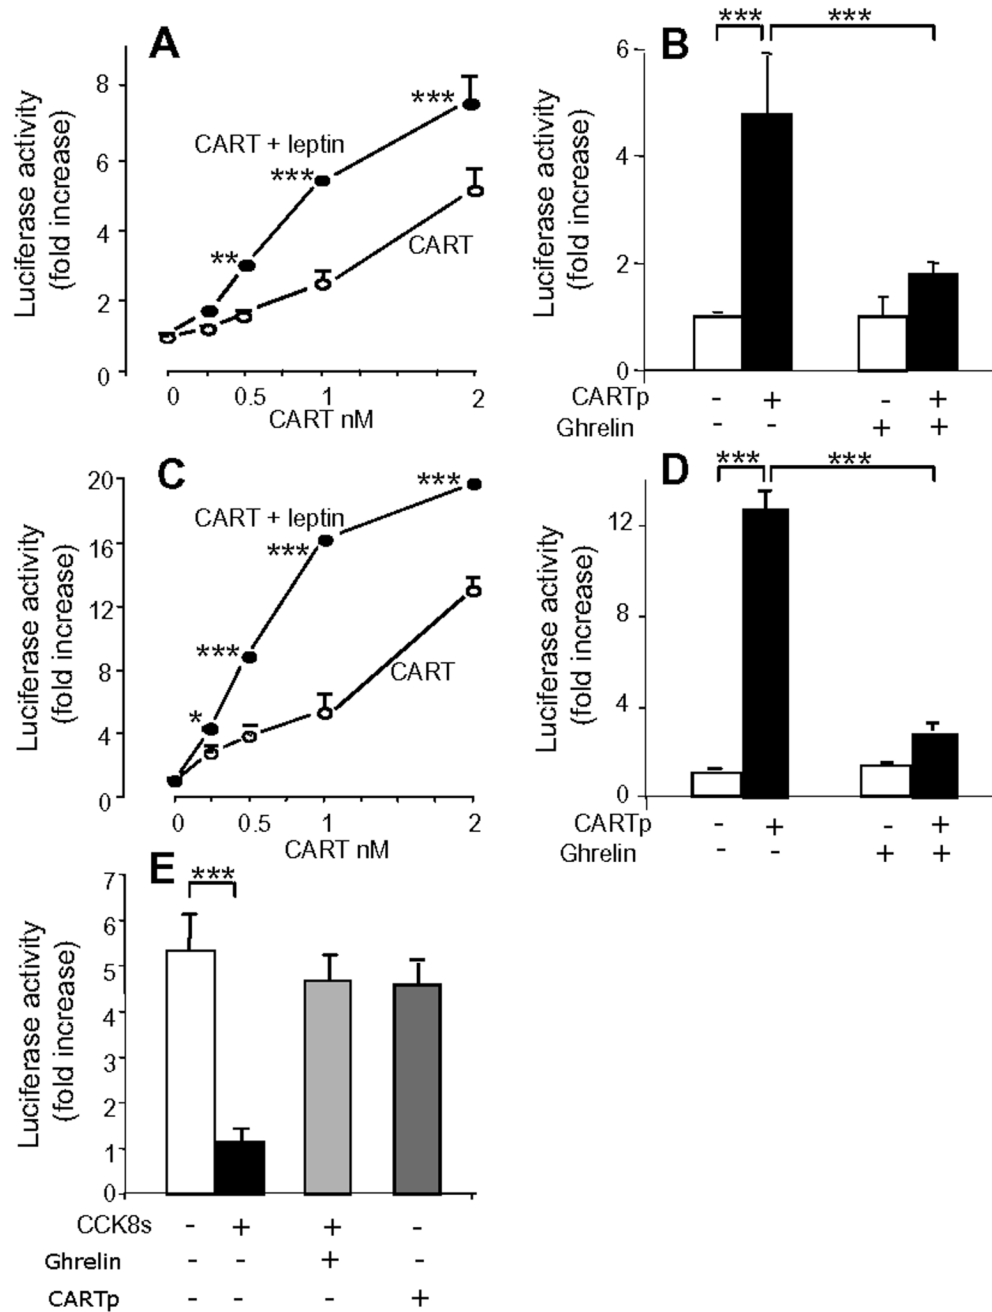 A
Luciferase activity
(fold increase)
8
6
4
2
0
CART + leptin
***
***
**
CART
0 0.5 1 2
CART nM
B
*** ***
Luciferase activity
(fold increase)
6
4
2
0
CARTp - + - +
Ghrelin - - + +
C
Luciferase activity
(fold increase)
20
16
12
8
4
0
***
CART + leptin
***
***
*
CART
0 0.5 1 2
CART nM
D
*** ***
Luciferase activity
(fold increase)
12
8
4
0
CARTp - + - +
Ghrelin - - + +
E
***
Luciferase activity
(fold increase)
7
6
5
4
3
2
1
0
CCK8s - + + -
Ghrelin - - + -
CARTp - - - +